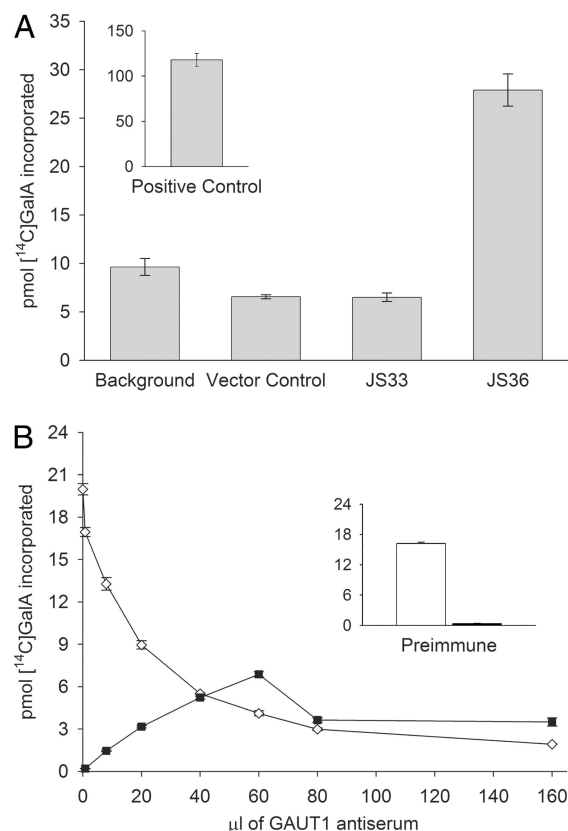 A
35
30
25
20
15
10
5
0
pmol [¹⁴C]GalA incorporated
150
100
50
0
Positive Control
Background Vector Control JS33 JS36
B
24
21
18
15
12
9
6
3
0
pmol [¹⁴C]GalA incorporated
24
18
12
6
0
Preimmune
0 20 40 60 80 100 120 140 160
µl of GAUT1 antiserum